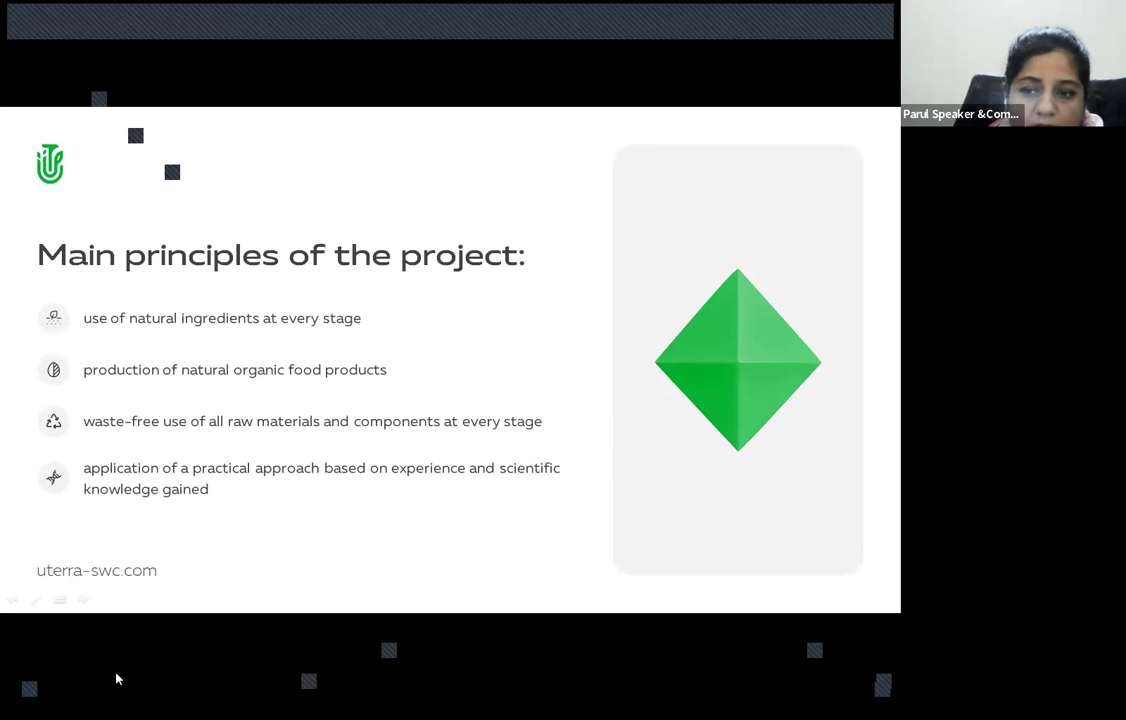 Parul Speaker &Com...
Main principles of the project:
use of natural ingredients at every stage
production of natural organic food products
waste-free use of all raw materials and components at every stage
application of a practical approach based on experience and scientific
knowledge gained
uterra-swc.com